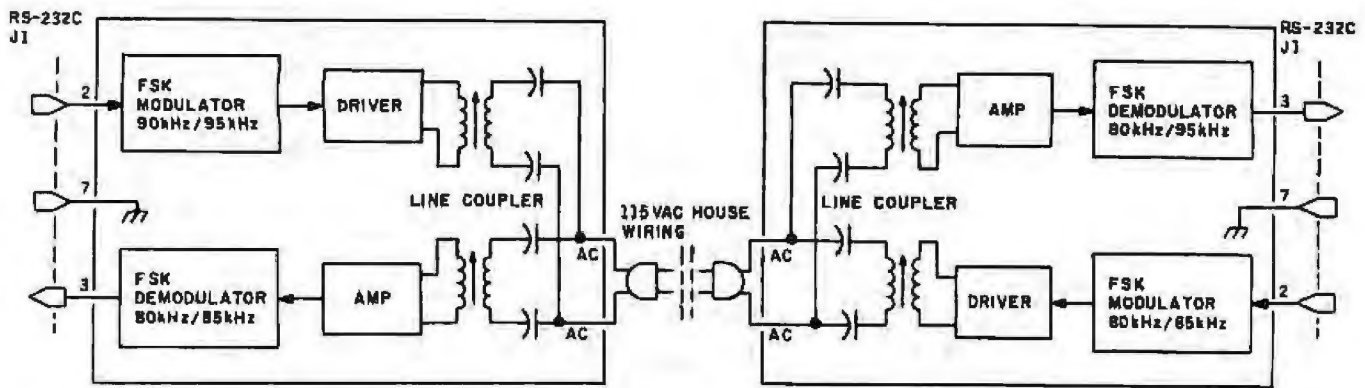 RS-232C
J1
2
FSK
MODULATOR
90kHz/95kHz
DRIVER
7
LINE COUPLER
3
FSK
DEMODULATOR
80kHz/85kHz
AMP
AC
AC
115VAC HOUSE
WIRING
RS-232C
J1
AMP
FSK
DEMODULATOR
80kHz/95kHz
3
LINE COUPLER
7
AC
AC
DRIVER
FSK
MODULATOR
80kHz/85kHz
2